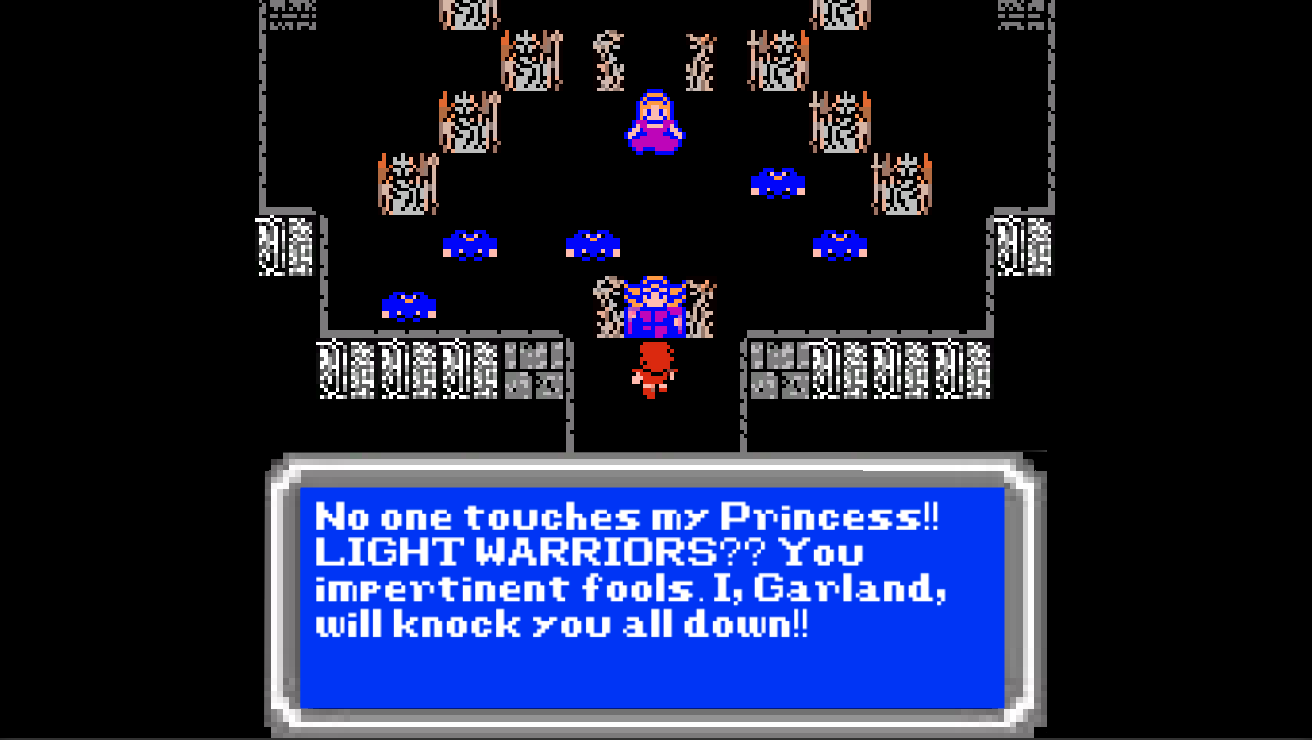 No one touches my Princess!!
LIGHT WARRIORS?? You
impertinent fools. I, Garland,
will knock you all down!!